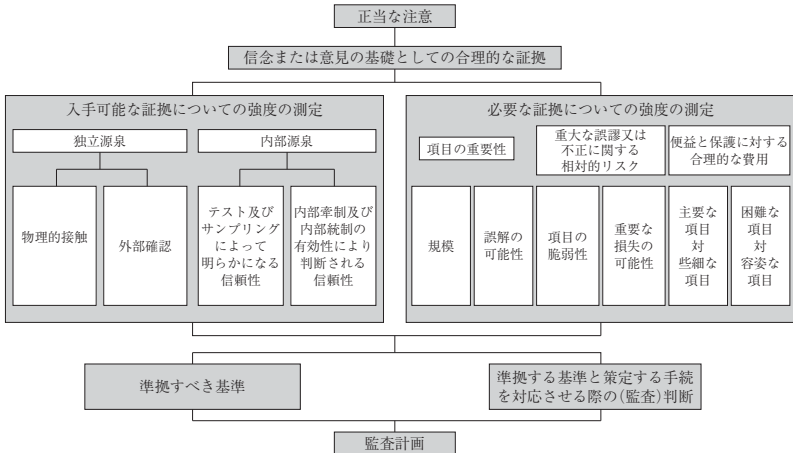 正当な注意
信念または意見の基礎としての合理的な証拠
入手可能な証拠についての強度の測定
独立源泉
内部源泉
物理的接触
外部確認
テスト及び
サンプリング
によって
明らかになる
信頼性
内部牽制及び
内部統制の
有効性により
判断される
信頼性
必要な証拠についての強度の測定
項目の重要性
重大な誤謬又は
不正に関する
相対的リスク
便益と保護に対する
合理的な費用
規模
誤解の
可能性
項目の
脆弱性
重要な
損失の
可能性
主要な
項目
対
些細な
項目
困難な
項目
対
容姿な
項目
準拠すべき基準
準拠する基準と策定する手続
を対応させる際の(監査)判断
監査計画